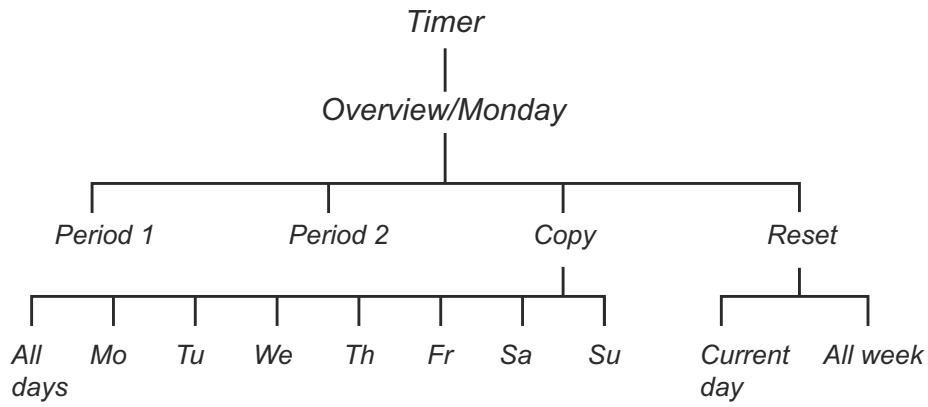 Timer
Overview/Monday
Period 1 Period 2 Copy Reset
All Mo Tu We Th Fr Sa Su Current All week
days day